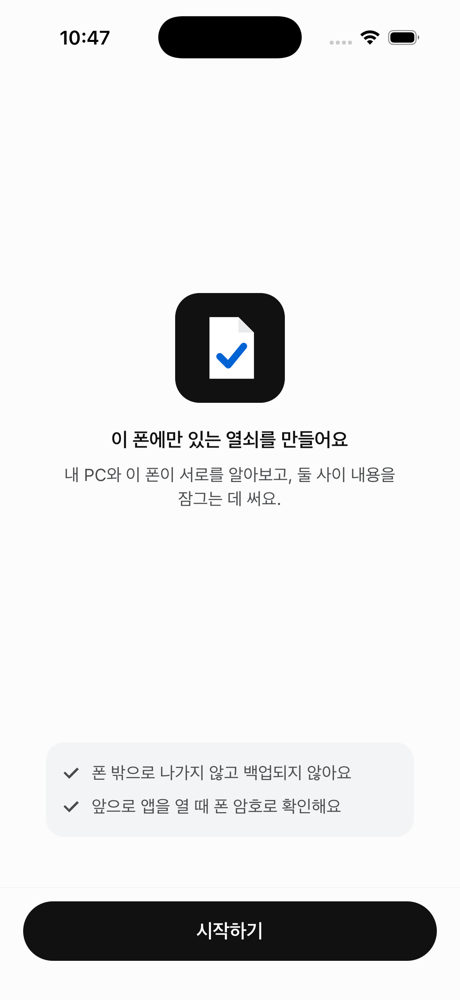 10:47
이 폰에만 있는 열쇠를 만들어요
내 PC와 이 폰이 서로를 알아보고, 둘 사이 내용을
잠그는 데 써요.
폰 밖으로 나가지 않고 백업되지 않아요
앞으로 앱을 열 때 폰 암호로 확인해요
시작하기